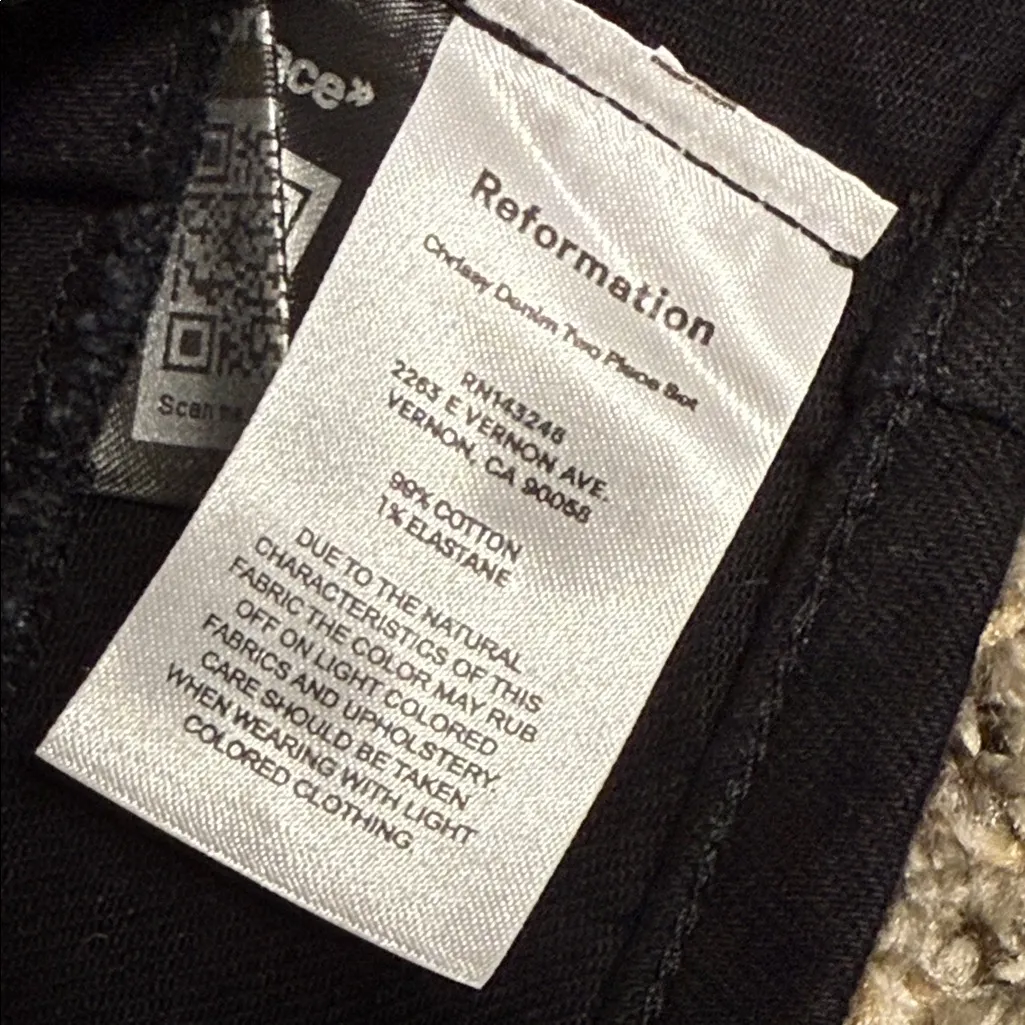 ce»
Scan
Reformation
Chrissy Denim Two Piece Set
RN143248
2263 E VERNON AVE.
VERNON, CA 90058
99% COTTON
1% ELASTANE
DUE TO THE NATURAL
CHARACTERISTICS OF THIS
FABRIC THE COLOR MAY RUB
OFF ON LIGHT COLORED
FABRICS AND UPHOLSTERY.
CARE SHOULD BE TAKEN
WHEN WEARING WITH LIGHT
COLORED CLOTHING.